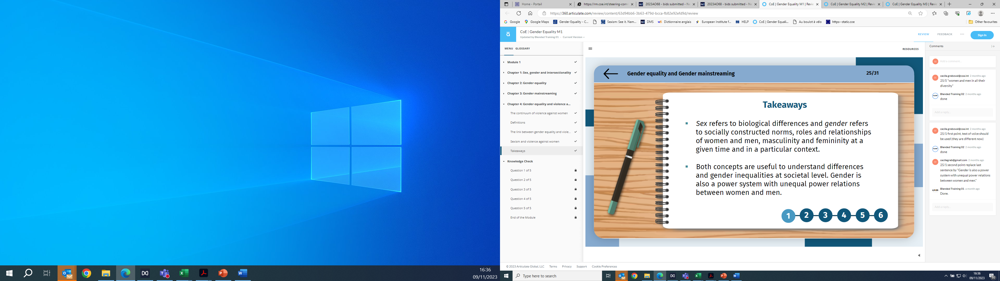 16:36
09/11/2023
Home - Portail
https://rm.coe.int/steering-com
2023AO68 - bids submitted - Ne
2023AO68 - bids submitted - Ne
CoE | Gender Equality M1 | Revie
CoE | Gender Equality M2 | Revie
CoE | Gender Equality M3 | Revie
https://360.articulate.com/review/content/63d94bb6-3b63-479d-bcca-fb82e92efd9d/review
Google
Google Maps
Gender Equality - C...
Sexism: See it. Nam...
DMS
Dictionnaire anglais
European Institute f...
HELP
CoE | Gender Equali...
Au boulot à vélo
https--static.coe
Other favourites
CoE | Gender Equality M1
Updated by Blended Training 01 - Current Version
REVIEW
FEEDBACK
Sign In
MENU GLOSSARY
Module 1
Chapter 1: Sex, gender and intersectionality
Chapter 2: Gender equality
Chapter 3: Gender mainstreaming
Chapter 4: Gender equality and violence a...
The continuum of violence against women
Definitions
The link between gender equality and viole...
Sexism and violence against women
Takeaways
Knowledge Check
Question 1 of 5
Question 2 of 5
Question 3 of 5
Question 4 of 5
Question 5 of 5
End of the Module
RESOURCES
Gender equality and Gender mainstreaming
25/31
Takeaways
Sex refers to biological differences and gender refers
to socially constructed norms, roles and relationships
of women and men, masculinity and femininity at a
given time and in a particular context.
Both concepts are useful to understand differences
and gender inequalities at societal level. Gender is
also a power system with unequal power relations
between women and men.
1 2 3 4 5 6
Comments
Add a comment...
cecile.greboval@coe.int 2 months ago
25/5 "women and men in all their
diversity"
Blended Training 02 2 months ago
done
Add a reply...
cecile.greboval@coe.int 2 months ago
25/1 first point, text of voice should
be used (they are different now)
Blended Training 02 2 months ago
done
cecilegreb@gmail.com 2 months ago
25/1 second point replace last
sentence by "Gender is also a power
system with unequal power relations
between women and men."
Blended Training 01 a month ago
Done.
Add a reply...
© 2023 Articulate Global, LLC Terms Privacy Support Cookie Preferences
Type here to search
16:36
09/11/2023